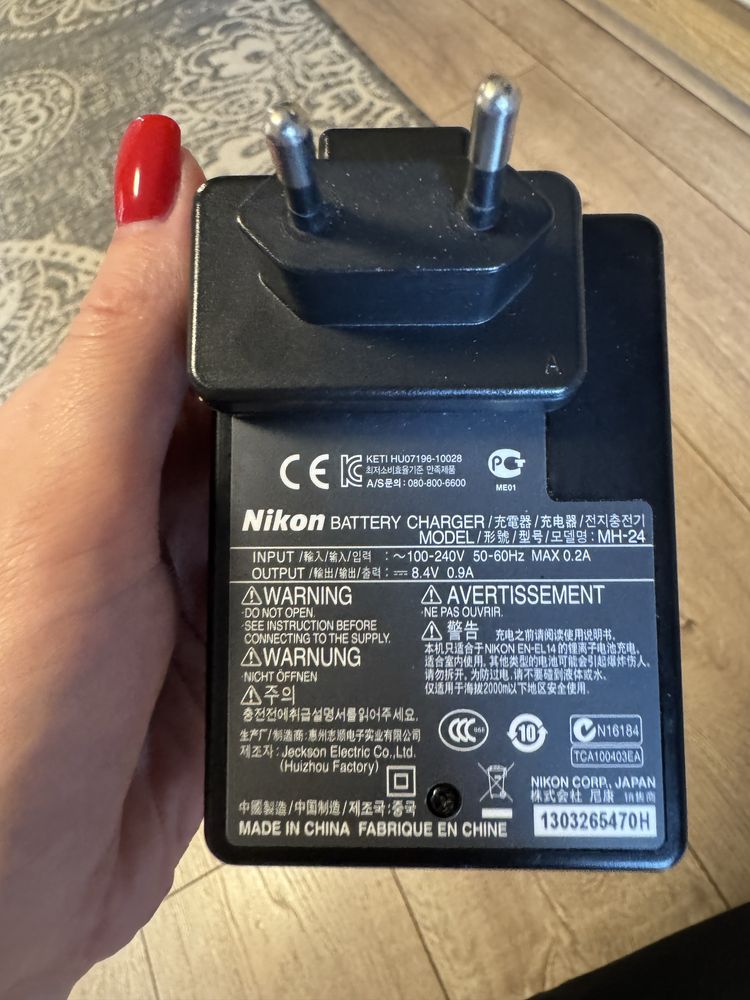 A
CE KETI HU07196-10028
최저소비효율기준 만족제품
A/S문의 : 080-800-6600
ME01
Nikon BATTERY CHARGER/充電器/充电器/전지충전기
MODEL/形號/型号/모델명 : MH-24
INPUT/輸入/输入/입력 : ~100-240V 50-60Hz MAX 0.2A
OUTPUT/輸出/输出/출력 : ⎓ 8.4V 0.9A
⚠WARNING
·DO NOT OPEN.
·SEE INSTRUCTION BEFORE
CONNECTING TO THE SUPPLY.
⚠WARNUNG
·NICHT ÖFFNEN
⚠주의
충전전에취급설명서를읽어주세요.
⚠AVERTISSEMENT
·NE PAS OUVRIR.
⚠警告 充电之前请阅读使用说明书。
本机只适合于NIKON EN-EL14的锂离子电池充电。
适合室内使用。其他类型的电池可能会引起爆炸伤人。
请勿拆开。为防过电,请不要碰到液体或水。
仅适用于海拔2000m以下地区安全使用。
生产厂/制造商:惠州志顺电子实业有限公司
제조자 : Jeckson Electric Co.,Ltd.
(Huizhou Factory)
CCC
10
N16184
TCA100403EA
中國製造/中国制造/제조국:중국
MADE IN CHINA FABRIQUE EN CHINE
NIKON CORP., JAPAN
株式会社 尼康 销售商
1303265470H